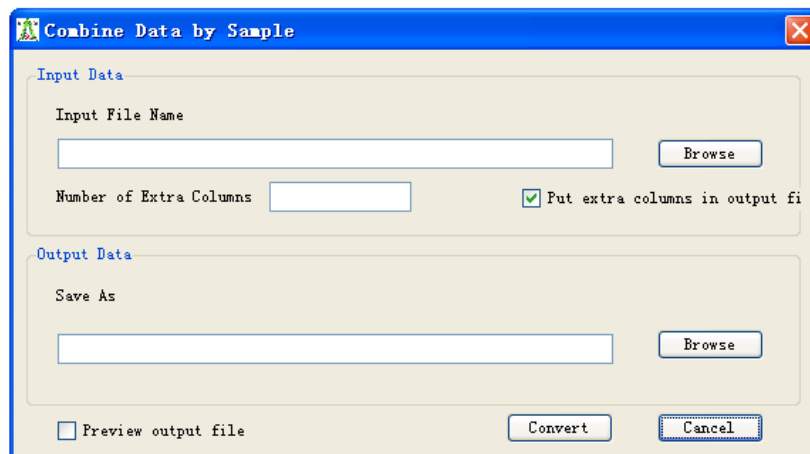 Combine Data by Sample
Input Data
Input File Name
Browse
Number of Extra Columns
Put extra columns in output fi
Output Data
Save As
Browse
Preview output file
Convert
Cancel